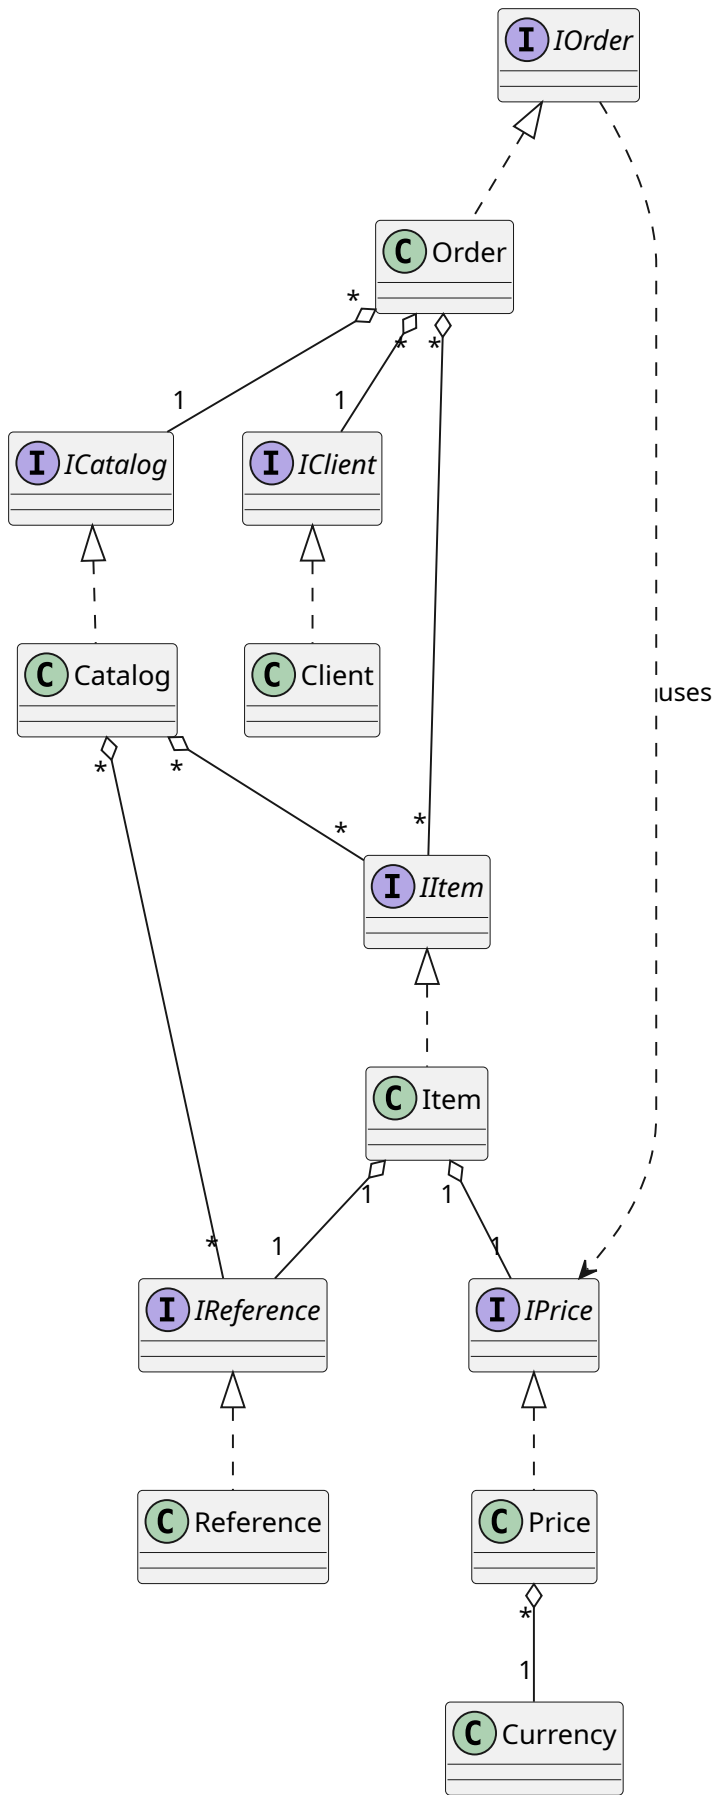 I IOrder
C Order
*
*
*
1
1
I ICatalog
I IClient
C Catalog
C Client
uses
*
*
*
*
I IItem
C Item
1
1
*
1
1
I IReference
I IPrice
C Reference
C Price
*
1
C Currency